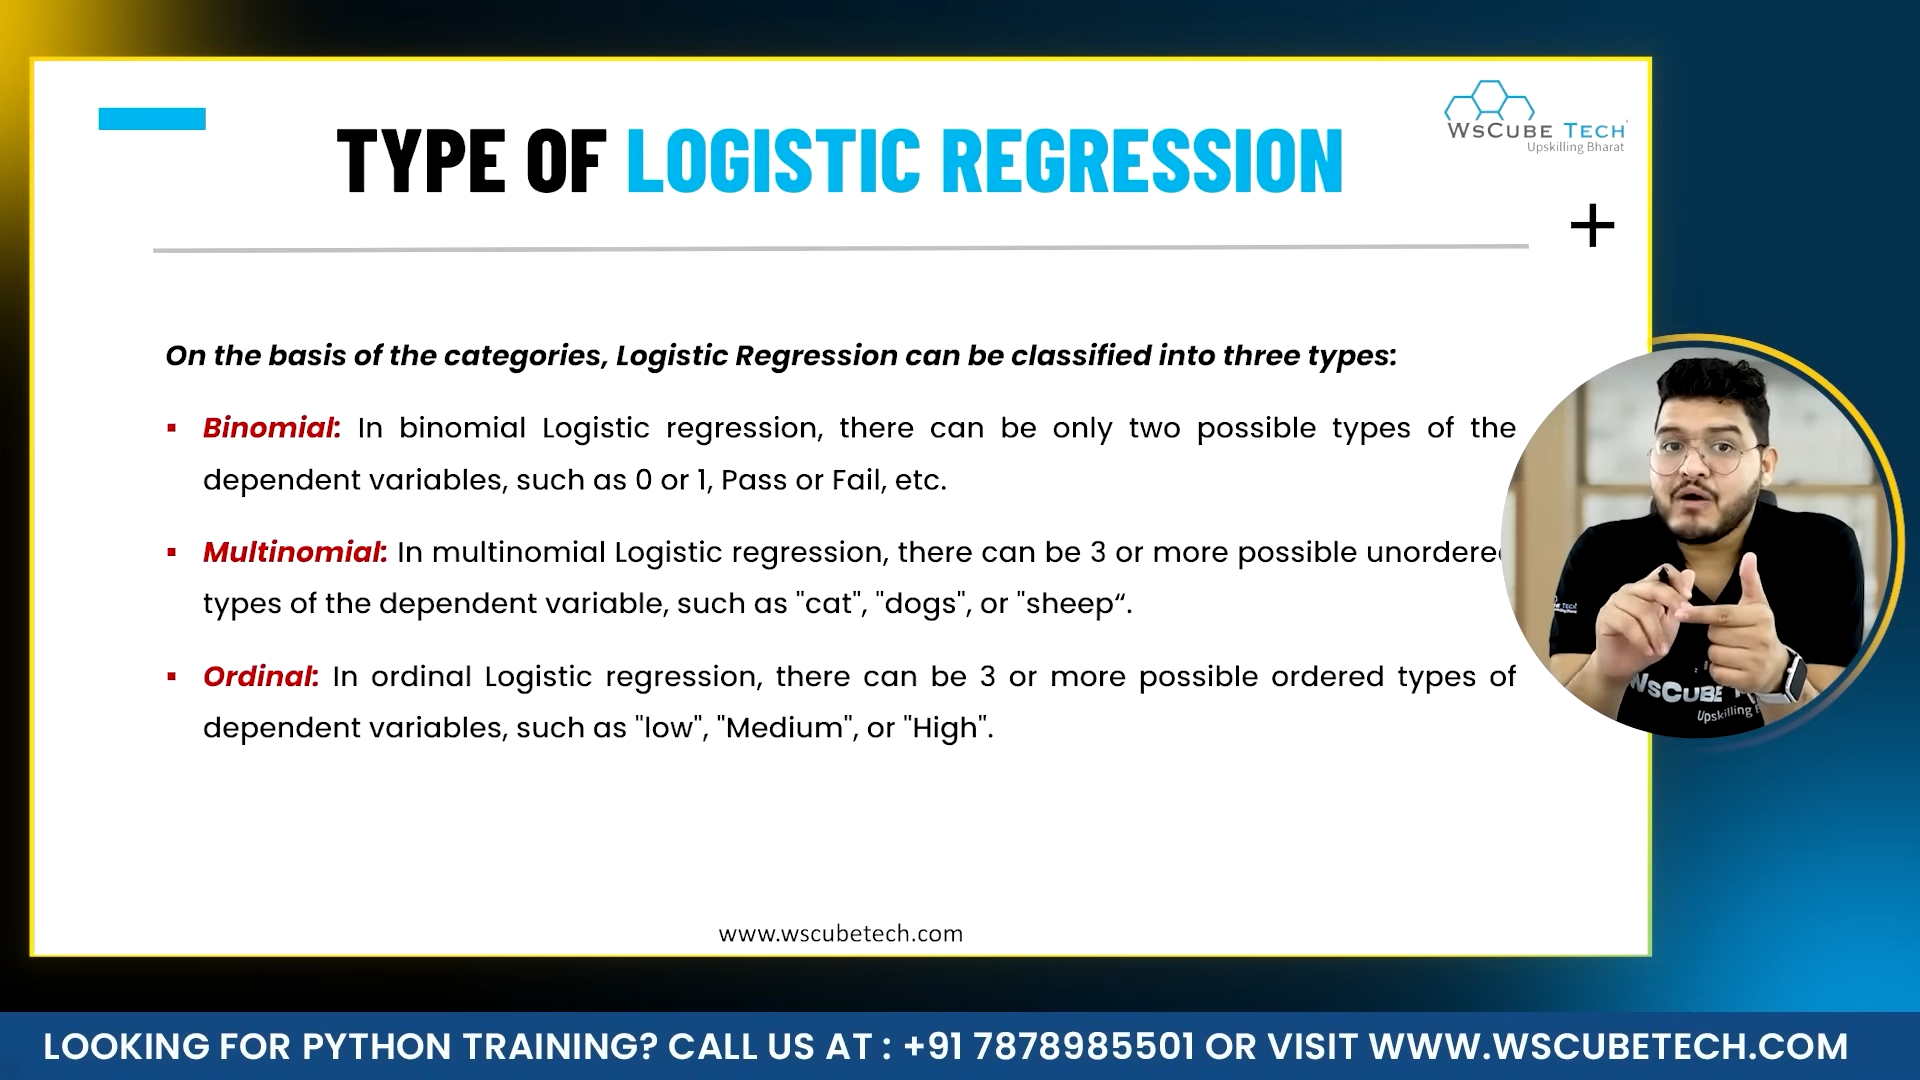 WsCube Tech
Upskilling Bharat
TYPE OF LOGISTIC REGRESSION
On the basis of the categories, Logistic Regression can be classified into three types:
▪ Binomial: In binomial Logistic regression, there can be only two possible types of the
dependent variables, such as 0 or 1, Pass or Fail, etc.
▪ Multinomial: In multinomial Logistic regression, there can be 3 or more possible unordered
types of the dependent variable, such as "cat", "dogs", or "sheep“.
▪ Ordinal: In ordinal Logistic regression, there can be 3 or more possible ordered types of
dependent variables, such as "low", "Medium", or "High".
WsCube
Upskilling
www.wscubetech.com
LOOKING FOR PYTHON TRAINING? CALL US AT : +91 7878985501 OR VISIT WWW.WSCUBETECH.COM